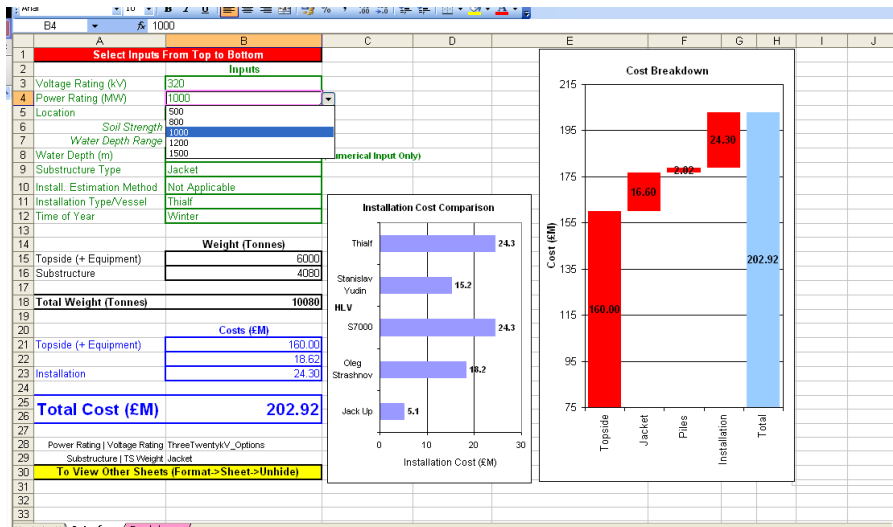 B4 fx 1000
A B C D E F G H I J
1 Select Inputs From Top to Bottom
2 Inputs
3 Voltage Rating (kV) 320
4 Power Rating (MW) 1000
5 Location 500
800
6 Soil Strength 1000
7 Water Depth Range 1200
8 Water Depth (m) 1500 umerical Input Only)
9 Substructure Type Jacket
10 Install. Estimation Method Not Applicable
11 Installation Type/Vessel Thialf
12 Time of Year Winter
13
14 Weight (Tonnes)
15 Topside (+ Equipment) 6000
16 Substructure 4080
17
18 Total Weight (Tonnes) 10080
19
20 Costs (£M)
21 Topside (+ Equipment) 160.00
22 18.62
23 Installation 24.30
24
25
26 Total Cost (£M) 202.92
27
28 Power Rating | Voltage Rating ThreeTwentykV_Options
29 Substructure | TS Weight Jacket
30 To View Other Sheets (Format->Sheet->Unhide)
31
32
33
Installation Cost Comparison
Thialf 24.3
Stanislav
Yudin 15.2
HLV
S7000 24.3
Oleg
Strashnov 18.2
Jack Up 5.1
0 10 20 30
Installation Cost (£M)
Cost Breakdown
215
195
175
155
135
115
95
75
Cost (£M)
160.00
16.60
2.02
24.30
202.92
Topside
Jacket
Piles
Installation
Total